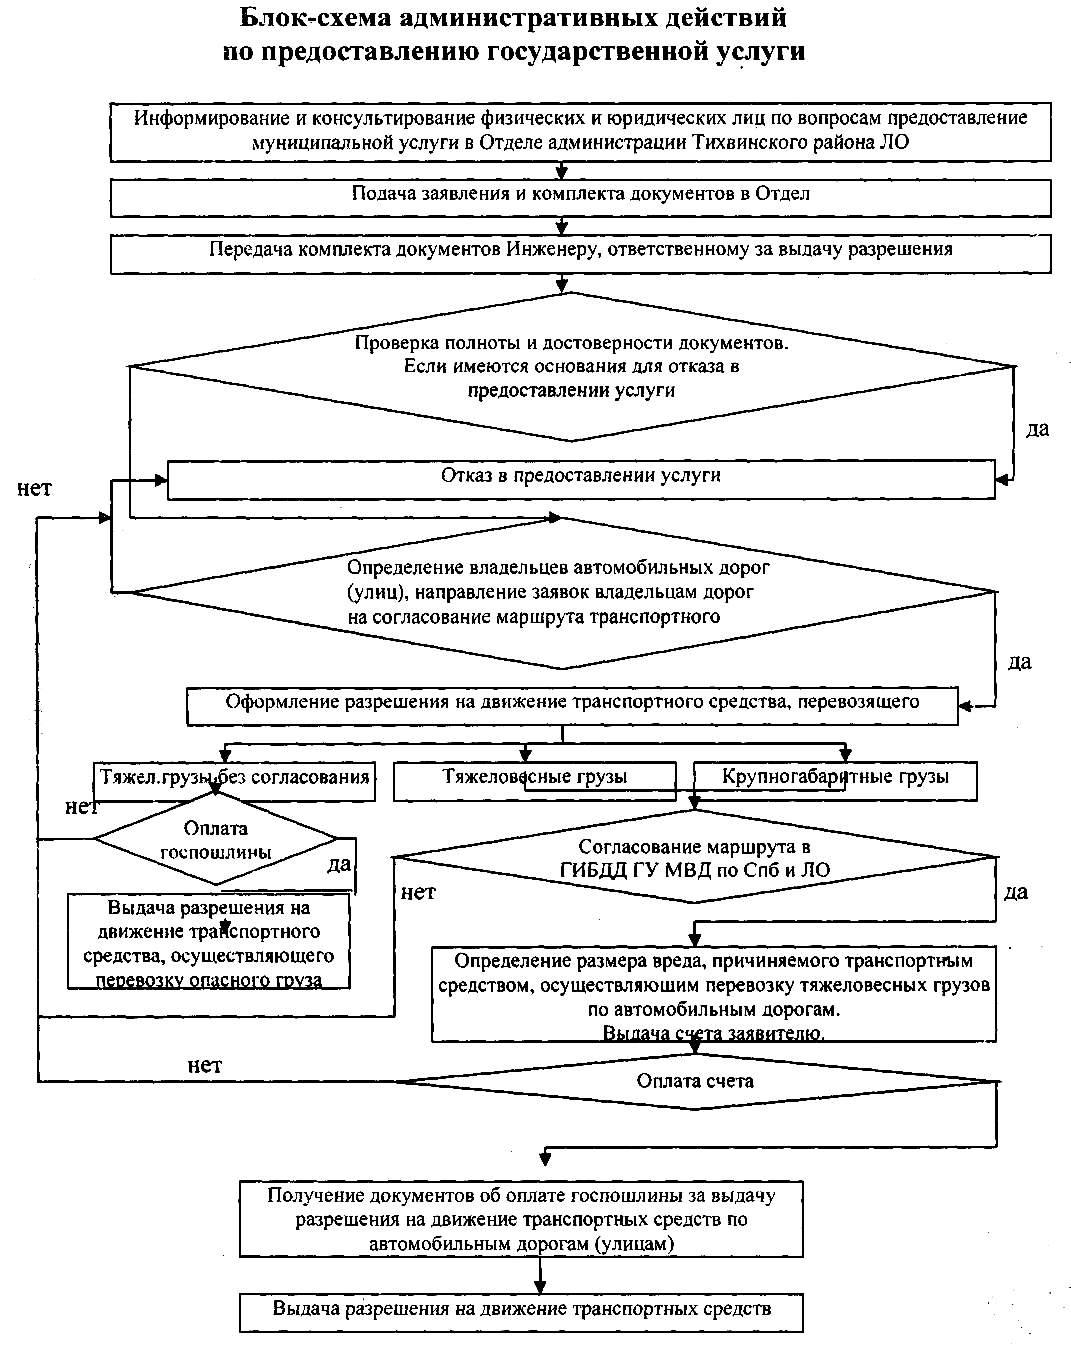 Блок-схема административных действий
по предоставлению государственной услуги
Информирование и консультирование физических и юридических лиц по вопросам предоставление
муниципальной услуги в Отделе администрации Тихвинского района ЛО
Подача заявления и комплекта документов в Отдел
Передача комплекта документов Инженеру, ответственному за выдачу разрешения
Проверка полноты и достоверности документов.
Если имеются основания для отказа в
предоставлении услуги
да
Отказ в предоставлении услуги
нет
Определение владельцев автомобильных дорог
(улиц), направление заявок владельцам дорог
на согласование маршрута транспортного
да
Оформление разрешения на движение транспортного средства, перевозящего
Тяжел.грузы без согласования
Тяжеловесные грузы
Крупногабаритные грузы
нет
Оплата
госпошлины
да
Согласование маршрута в
ГИБДД ГУ МВД по Спб и ЛО
нет
да
Выдача разрешения на
движение транспортного
средства, осуществляющего
перевозку опасного груза
Определение размера вреда, причиняемого транспортным
средством, осуществляющим перевозку тяжеловесных грузов
по автомобильным дорогам.
Выдача счета заявителю.
нет
Оплата счета
Получение документов об оплате госпошлины за выдачу
разрешения на движение транспортных средств по
автомобильным дорогам (улицам)
Выдача разрешения на движение транспортных средств